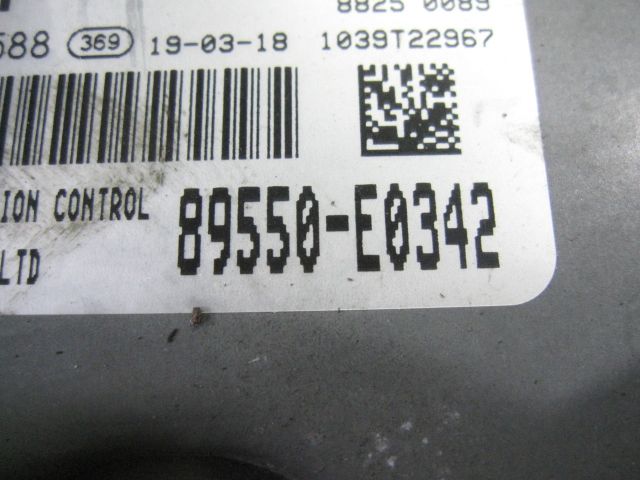 8825 0089
588 369 19-03-18 1039T22967
ION CONTROL
LTD
89550-E0342